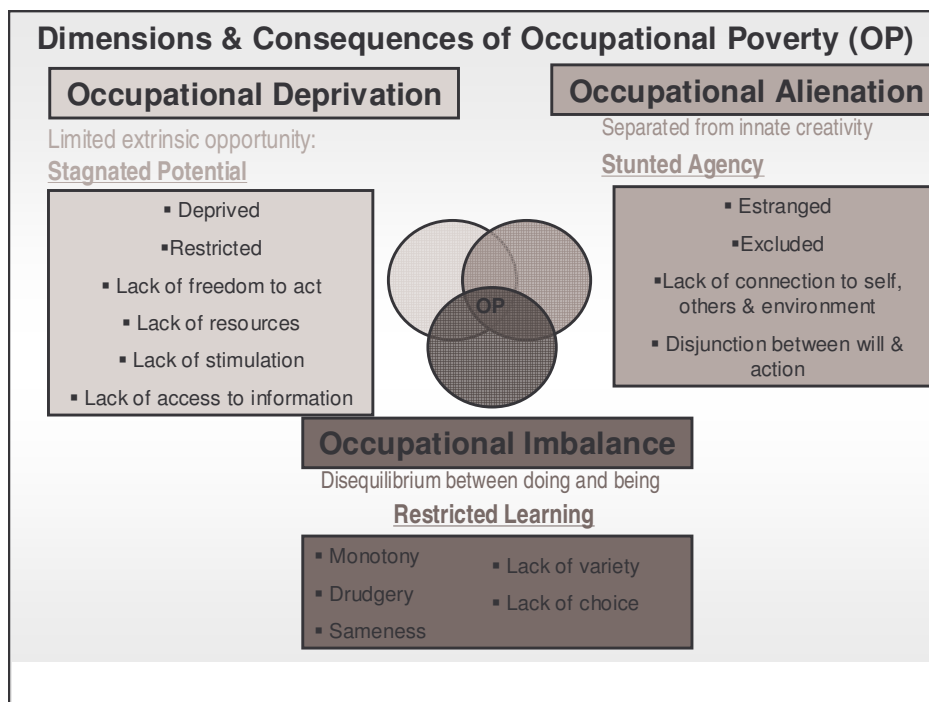 Dimensions & Consequences of Occupational Poverty (OP)
Occupational Deprivation
Limited extrinsic opportunity:
Stagnated Potential
▪ Deprived
▪Restricted
▪ Lack of freedom to act
▪ Lack of resources
▪ Lack of stimulation
▪ Lack of access to information
Occupational Alienation
Separated from innate creativity
Stunted Agency
▪ Estranged
▪Excluded
▪Lack of connection to self,
others & environment
▪ Disjunction between will &
action
OP
Occupational Imbalance
Disequilibrium between doing and being
Restricted Learning
▪ Monotony
▪ Drudgery
▪ Sameness
▪ Lack of variety
▪ Lack of choice